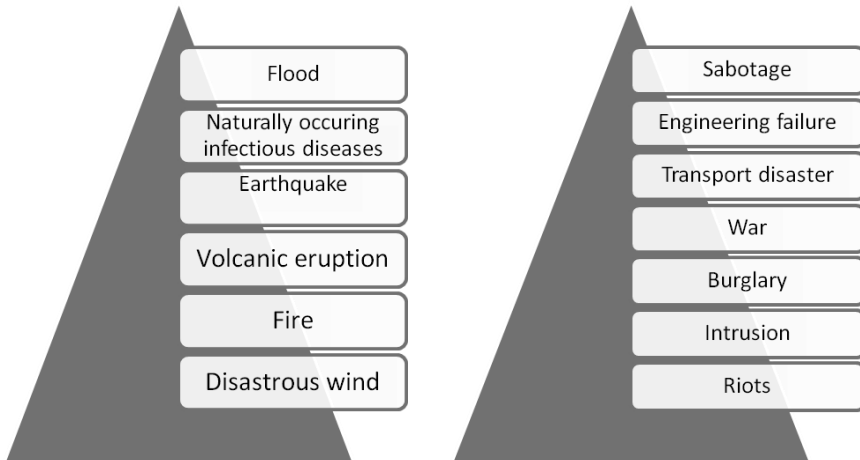 Flood
Naturally occuring
infectious diseases
Earthquake
Volcanic eruption
Fire
Disastrous wind
Sabotage
Engineering failure
Transport disaster
War
Burglary
Intrusion
Riots